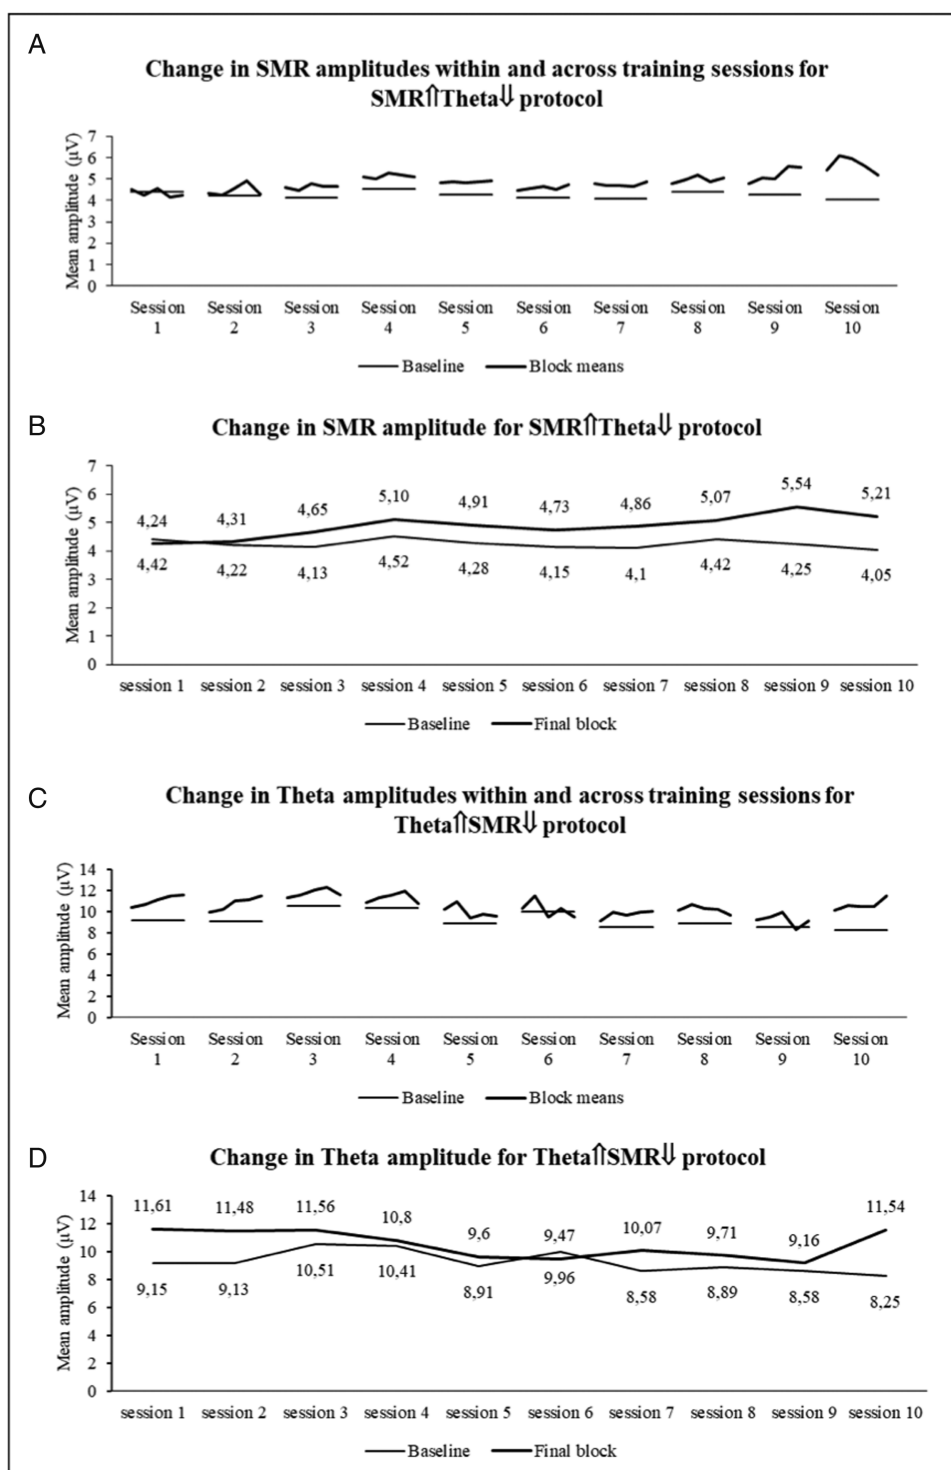 A
Change in SMR amplitudes within and across training sessions for
SMR⇑Theta⇓ protocol
Mean amplitude (µV)
7
6
5
4
3
2
1
0
Session Session Session Session Session Session Session Session Session Session
1 2 3 4 5 6 7 8 9 10
Baseline Block means
B
Change in SMR amplitude for SMR⇑Theta⇓ protocol
Mean amplitude (µV)
7
6
5
4
3
2
1
0
4,24 4,31 4,65 5,10 4,91 4,73 4,86 5,07 5,54 5,21
4,42 4,22 4,13 4,52 4,28 4,15 4,1 4,42 4,25 4,05
session 1 session 2 session 3 session 4 session 5 session 6 session 7 session 8 session 9 session 10
Baseline Final block
C
Change in Theta amplitudes within and across training sessions for
Theta⇑SMR⇓ protocol
Mean amplitude (µV)
14
12
10
8
6
4
2
0
Session Session Session Session Session Session Session Session Session Session
1 2 3 4 5 6 7 8 9 10
Baseline Block means
D
Change in Theta amplitude for Theta⇑SMR⇓ protocol
Mean amplitude (µV)
14
12
10
8
6
4
2
0
11,61 11,48 11,56 10,8 9,6 9,47 10,07 9,71 9,16 11,54
9,15 9,13 10,51 10,41 8,91 9,96 8,58 8,89 8,58 8,25
session 1 session 2 session 3 session 4 session 5 session 6 session 7 session 8 session 9 session 10
Baseline Final block